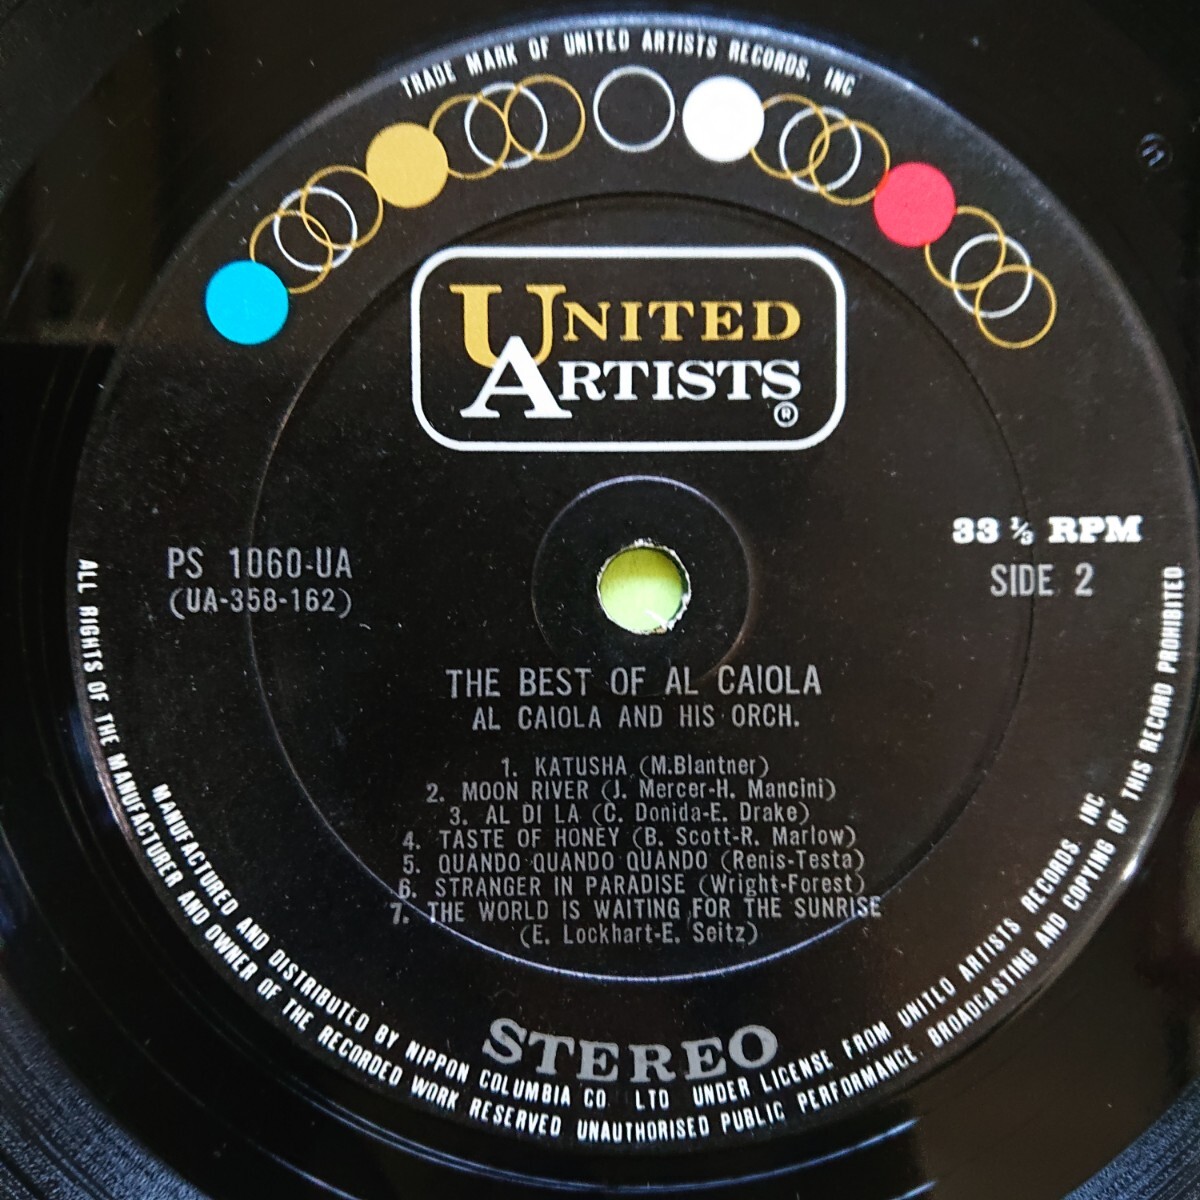 TRADE MARK OF UNITED ARTISTS RECORDS, INC
UNITED
ARTISTS
®
33 ⅓ RPM
SIDE 2
PS 1060-UA
(UA-358-162)
THE BEST OF AL CAIOLA
AL CAIOLA AND HIS ORCH.
1. KATUSHA (M.Blantner)
2. MOON RIVER (J. Mercer-H. Mancini)
3. AL DI LA (C. Donida-E. Drake)
4. TASTE OF HONEY (B. Scott-R. Marlow)
5. QUANDO QUANDO QUANDO (Renis-Testa)
6. STRANGER IN PARADISE (Wright-Forest)
7. THE WORLD IS WAITING FOR THE SUNRISE
(E. Lockhart-E. Seitz)
STEREO
MANUFACTURED AND DISTRIBUTED BY NIPPON COLUMBIA CO. LTD UNDER LICENSE FROM UNITED ARTISTS RECORDS. INC.
ALL RIGHTS OF THE MANUFACTURER AND OWNER OF THE RECORDED WORK RESERVED UNAUTHORISED PUBLIC PERFORMANCE. BROADCASTING AND COPYING OF THIS RECORD PROHIBITED